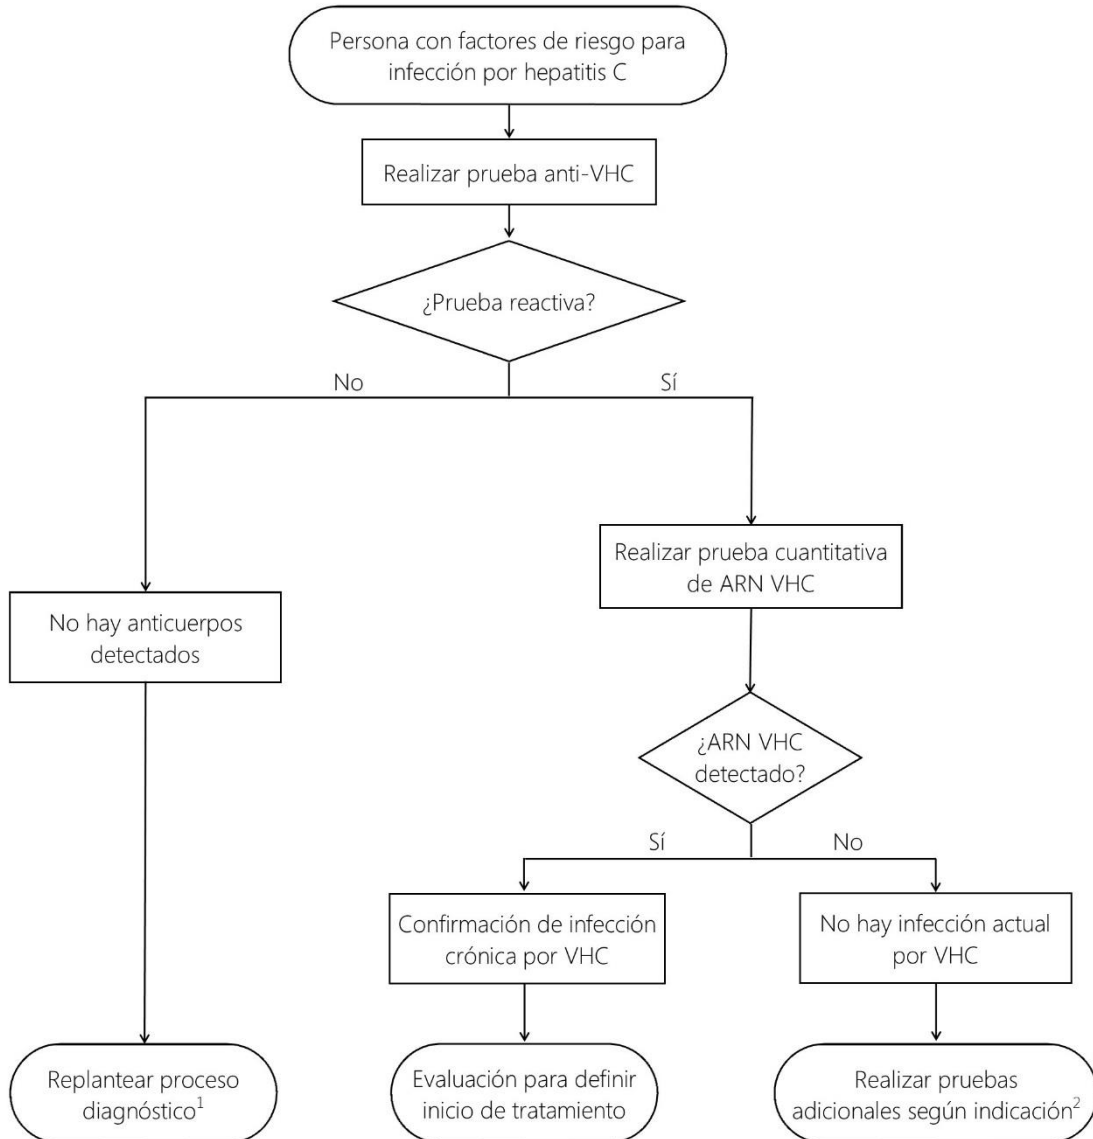 Persona con factores de riesgo para
infección por hepatitis C
Realizar prueba anti-VHC
¿Prueba reactiva?
No
Sí
Realizar prueba cuantitativa
de ARN VHC
No hay anticuerpos
detectados
¿ARN VHC
detectado?
Sí
No
Confirmación de infección
crónica por VHC
No hay infección actual
por VHC
Replantear proceso
diagnóstico¹
Evaluación para definir
inicio de tratamiento
Realizar pruebas
adicionales según indicación²